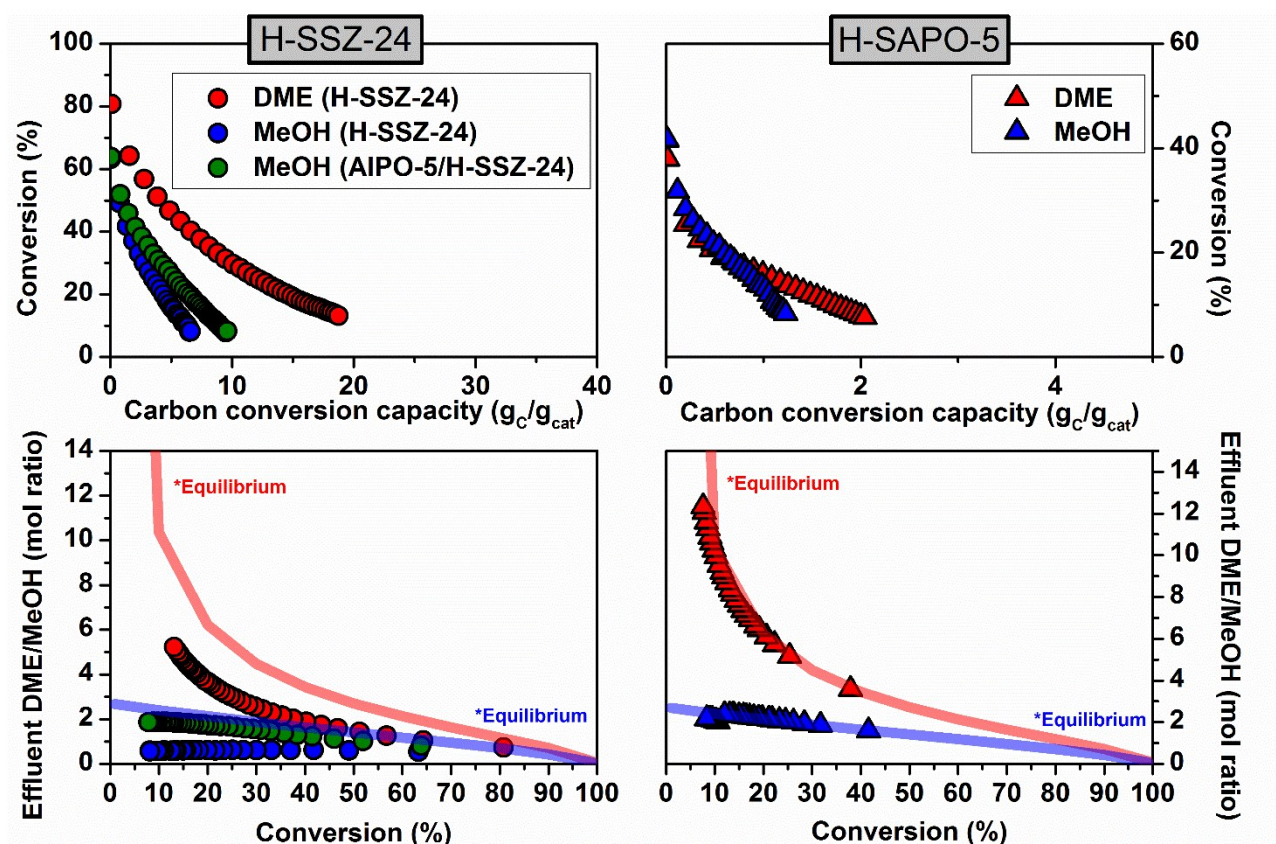 H-SSZ-24
H-SAPO-5
100
80
60
40
20
0
Conversion (%)
DME (H-SSZ-24)
MeOH (H-SSZ-24)
MeOH (AlPO-5/H-SSZ-24)
0 10 20 30 40
Carbon conversion capacity (gC/gcat)
DME
MeOH
60
40
20
0
Conversion (%)
0 2 4
Carbon conversion capacity (gC/gcat)
14
12
10
8
6
4
2
0
Effluent DME/MeOH (mol ratio)
*Equilibrium
*Equilibrium
0 10 20 30 40 50 60 70 80 90 100
Conversion (%)
*Equilibrium
*Equilibrium
14
12
10
8
6
4
2
0
Effluent DME/MeOH (mol ratio)
0 10 20 30 40 50 60 70 80 90 100
Conversion (%)